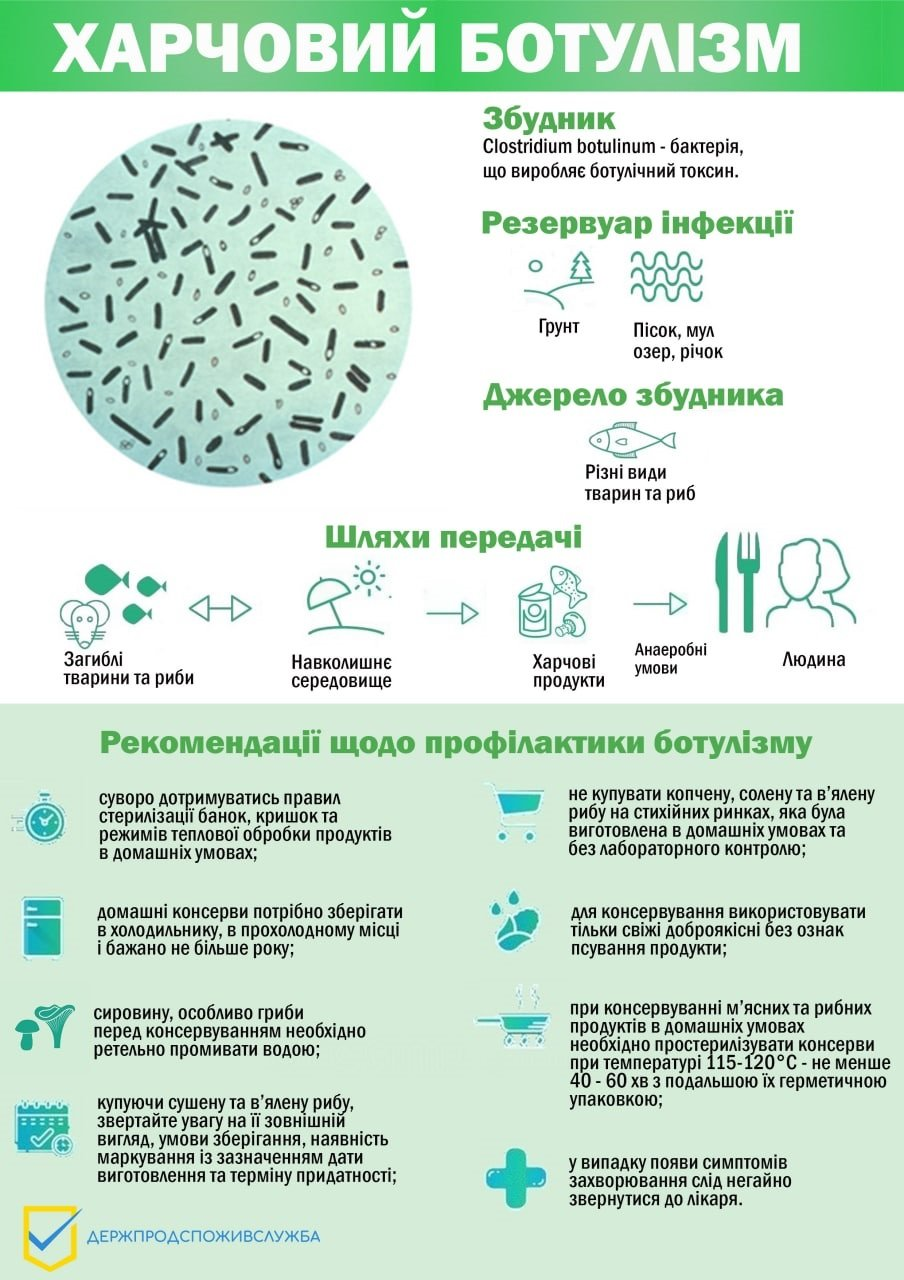 ХАРЧОВИЙ БОТУЛІЗМ
Збудник
Clostridium botulinum - бактерія,
що виробляє ботулічний токсин.
Резервуар інфекції
Грунт
Пісок, мул
озер, річок
Джерело збудника
Різні види
тварин та риб
Шляхи передачі
Загиблі
тварини та риби
Навколишнє
середовище
Харчові
продукти
Анаеробні
умови
Людина
Рекомендації щодо профілактики ботулізму
суворо дотримуватись правил
стерилізації банок, кришок та
режимів теплової обробки продуктів
в домашніх умовах;
домашні консерви потрібно зберігати
в холодильнику, в прохолодному місці
і бажано не більше року;
сировину, особливо гриби
перед консервуванням необхідно
ретельно промивати водою;
купуючи сушену та в’ялену рибу,
звертайте увагу на її зовнішній
вигляд, умови зберігання, наявність
маркування із зазначенням дати
виготовлення та терміну придатності;
не купувати копчену, солену та в’ялену
рибу на стихійних ринках, яка була
виготовлена в домашніх умовах та
без лабораторного контролю;
для консервування використовувати
тільки свіжі доброякісні без ознак
псування продукти;
при консервуванні м’ясних та рибних
продуктів в домашніх умовах
необхідно простерилізувати консерви
при температурі 115-120°С - не менше
40 - 60 хв з подальшою їх герметичною
упаковкою;
у випадку появи симптомів
захворювання слід негайно
звернутися до лікаря.
ДЕРЖПРОДСПОЖИВСЛУЖБА